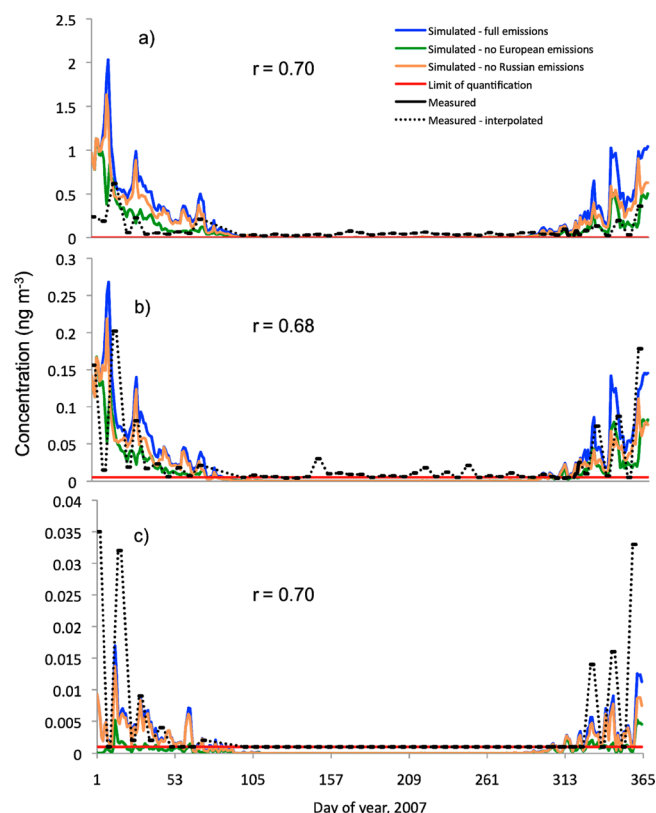 a)
r = 0.70
Simulated - full emissions
Simulated - no European emissions
Simulated - no Russian emissions
Limit of quantification
Measured
Measured - interpolated
2.5
2
1.5
1
0.5
0
b)
r = 0.68
0.3
0.25
0.2
0.15
0.1
0.05
0
Concentration (ng m-3)
c)
r = 0.70
0.04
0.035
0.03
0.025
0.02
0.015
0.01
0.005
0
1 53 105 157 209 261 313 365
Day of year, 2007